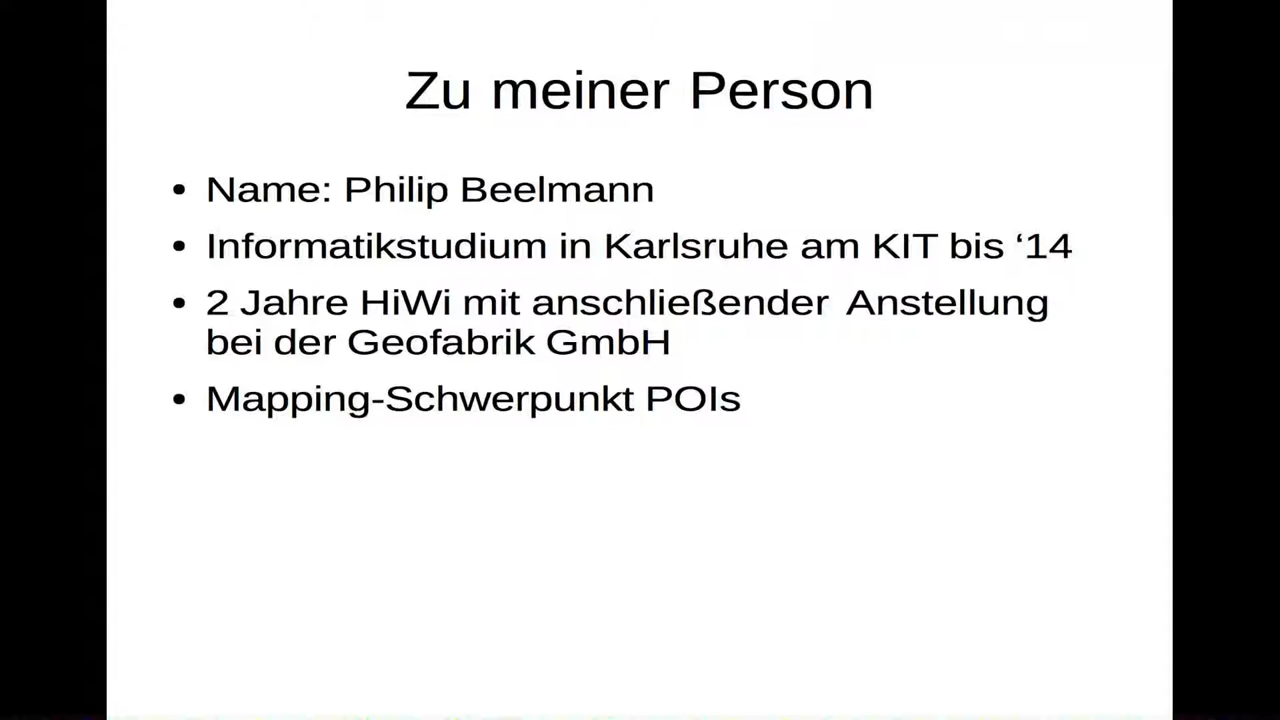 Zu meiner Person
• Name: Philip Beelmann
• Informatikstudium in Karlsruhe am KIT bis ‘14
• 2 Jahre HiWi mit anschließender Anstellung
bei der Geofabrik GmbH
• Mapping-Schwerpunkt POIs